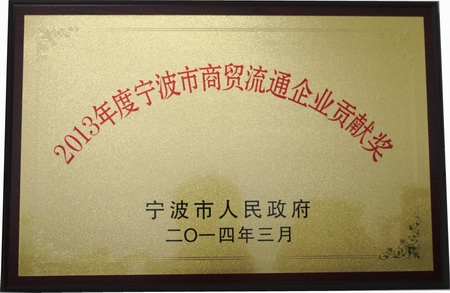 2013年度宁波市商贸流通企业贡献奖
宁波市人民政府
二〇一四年三月